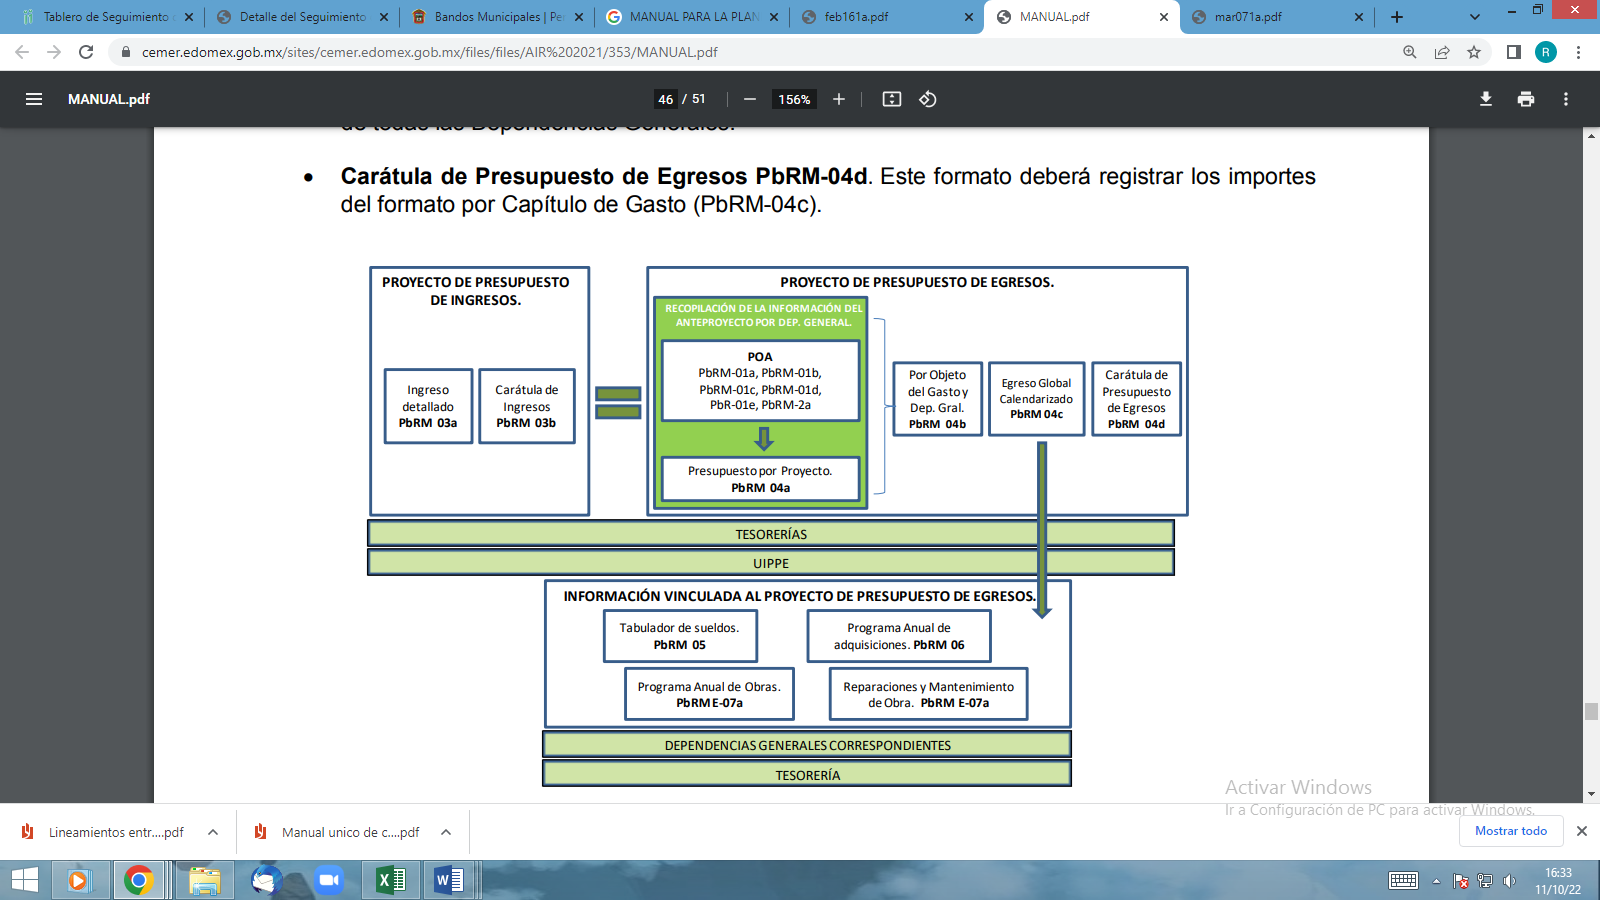 Tablero de Seguimiento
Detalle del Seguimiento
Bandos Municipales | Pe
MANUAL PARA LA PLAN
feb161a.pdf
MANUAL.pdf
mar071a.pdf
cemer.edomex.gob.mx/sites/cemer.edomex.gob.mx/files/files/AIR%202021/353/MANUAL.pdf
R
MANUAL.pdf
46 / 51
156%
de todas las Dependencias Generales.
• Carátula de Presupuesto de Egresos PbRM-04d. Este formato deberá registrar los importes
del formato por Capítulo de Gasto (PbRM-04c).
PROYECTO DE PRESUPUESTO
DE INGRESOS.
Ingreso
detallado
PbRM 03a
Carátula de
Ingresos
PbRM 03b
PROYECTO DE PRESUPUESTO DE EGRESOS.
RECOPILACIÓN DE LA INFORMACIÓN DEL
ANTEPROYECTO POR DEP. GENERAL.
POA
PbRM-01a, PbRM-01b,
PbRM-01c, PbRM-01d,
PbR-01e, PbRM-2a
Presupuesto por Proyecto.
PbRM 04a
Por Objeto
del Gasto y
Dep. Gral.
PbRM 04b
Egreso Global
Calendarizado
PbRM 04c
Carátula de
Presupuesto
de Egresos
PbRM 04d
TESORERÍAS
UIPPE
INFORMACIÓN VINCULADA AL PROYECTO DE PRESUPUESTO DE EGRESOS.
Tabulador de sueldos.
PbRM 05
Programa Anual de
adquisiciones. PbRM 06
Programa Anual de Obras.
PbRM E-07a
Reparaciones y Mantenimiento
de Obra. PbRM E-07a
DEPENDENCIAS GENERALES CORRESPONDIENTES
TESORERÍA
Activar Windows
Ir a Configuración de PC para activar Windows.
Lineamientos entr....pdf
Manual unico de c....pdf
Mostrar todo
16:33
11/10/22